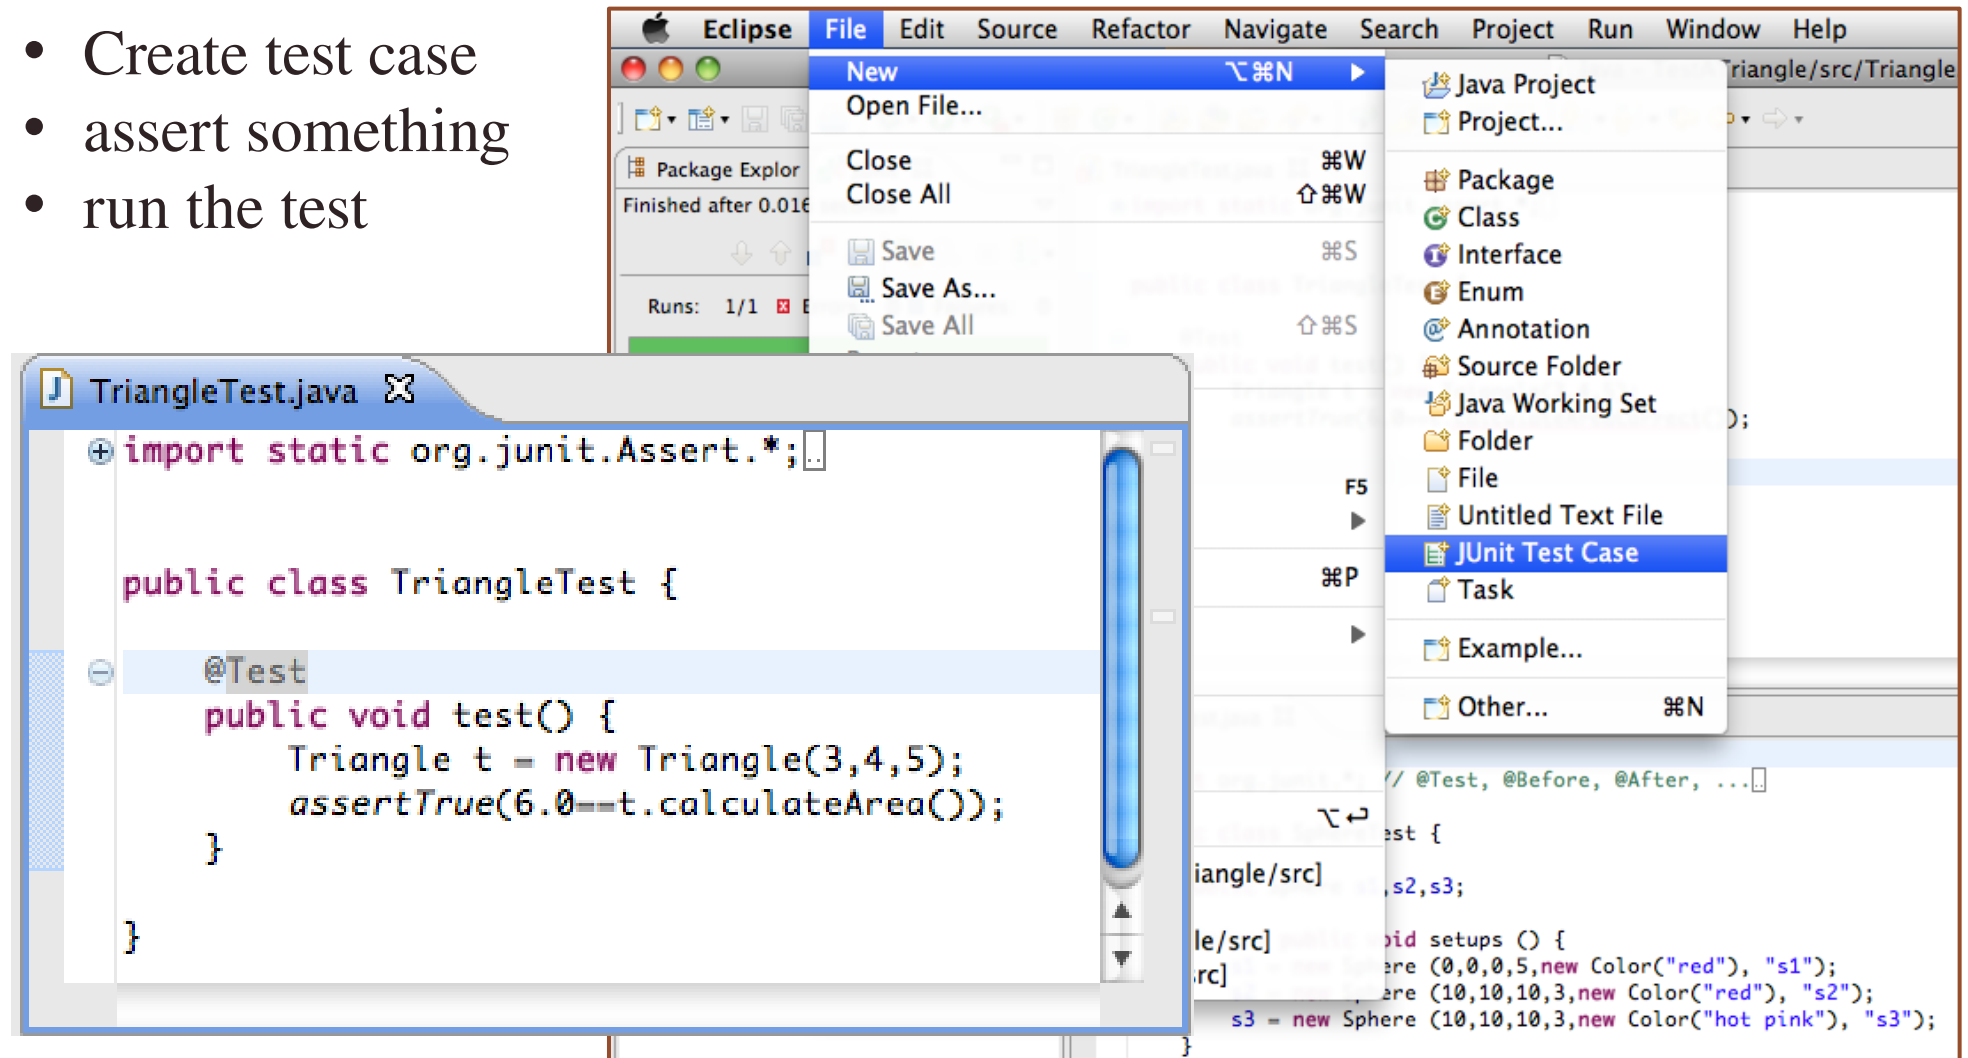 • Create test case
• assert something
• run the test
Eclipse File Edit Source Refactor Navigate Search Project Run Window Help
Triangle/src/Triangle
New ⌥⌘N ▶
Open File...
Close ⌘W
Close All ⇧⌘W
Save ⌘S
Save As...
Save All ⇧⌘S
F5
▶
⌘P
▶
⌥↩
iangle/src]
le/src]
rc]
Java Project
Project...
Package
Class
Interface
Enum
Annotation
Source Folder
Java Working Set
Folder
File
Untitled Text File
JUnit Test Case
Task
Example...
Other... ⌘N
Package Explor
Finished after 0.016
Runs: 1/1
);
TriangleTest.java
import static org.junit.Assert.*;
public class TriangleTest {
@Test
public void test() {
Triangle t = new Triangle(3,4,5);
assertTrue(6.0==t.calculateArea());
}
}
// @Test, @Before, @After, ...
est {
,s2,s3;
oid setups () {
ere (0,0,0,5,new Color("red"), "s1");
ere (10,10,10,3,new Color("red"), "s2");
s3 = new Sphere (10,10,10,3,new Color("hot pink"), "s3");
}